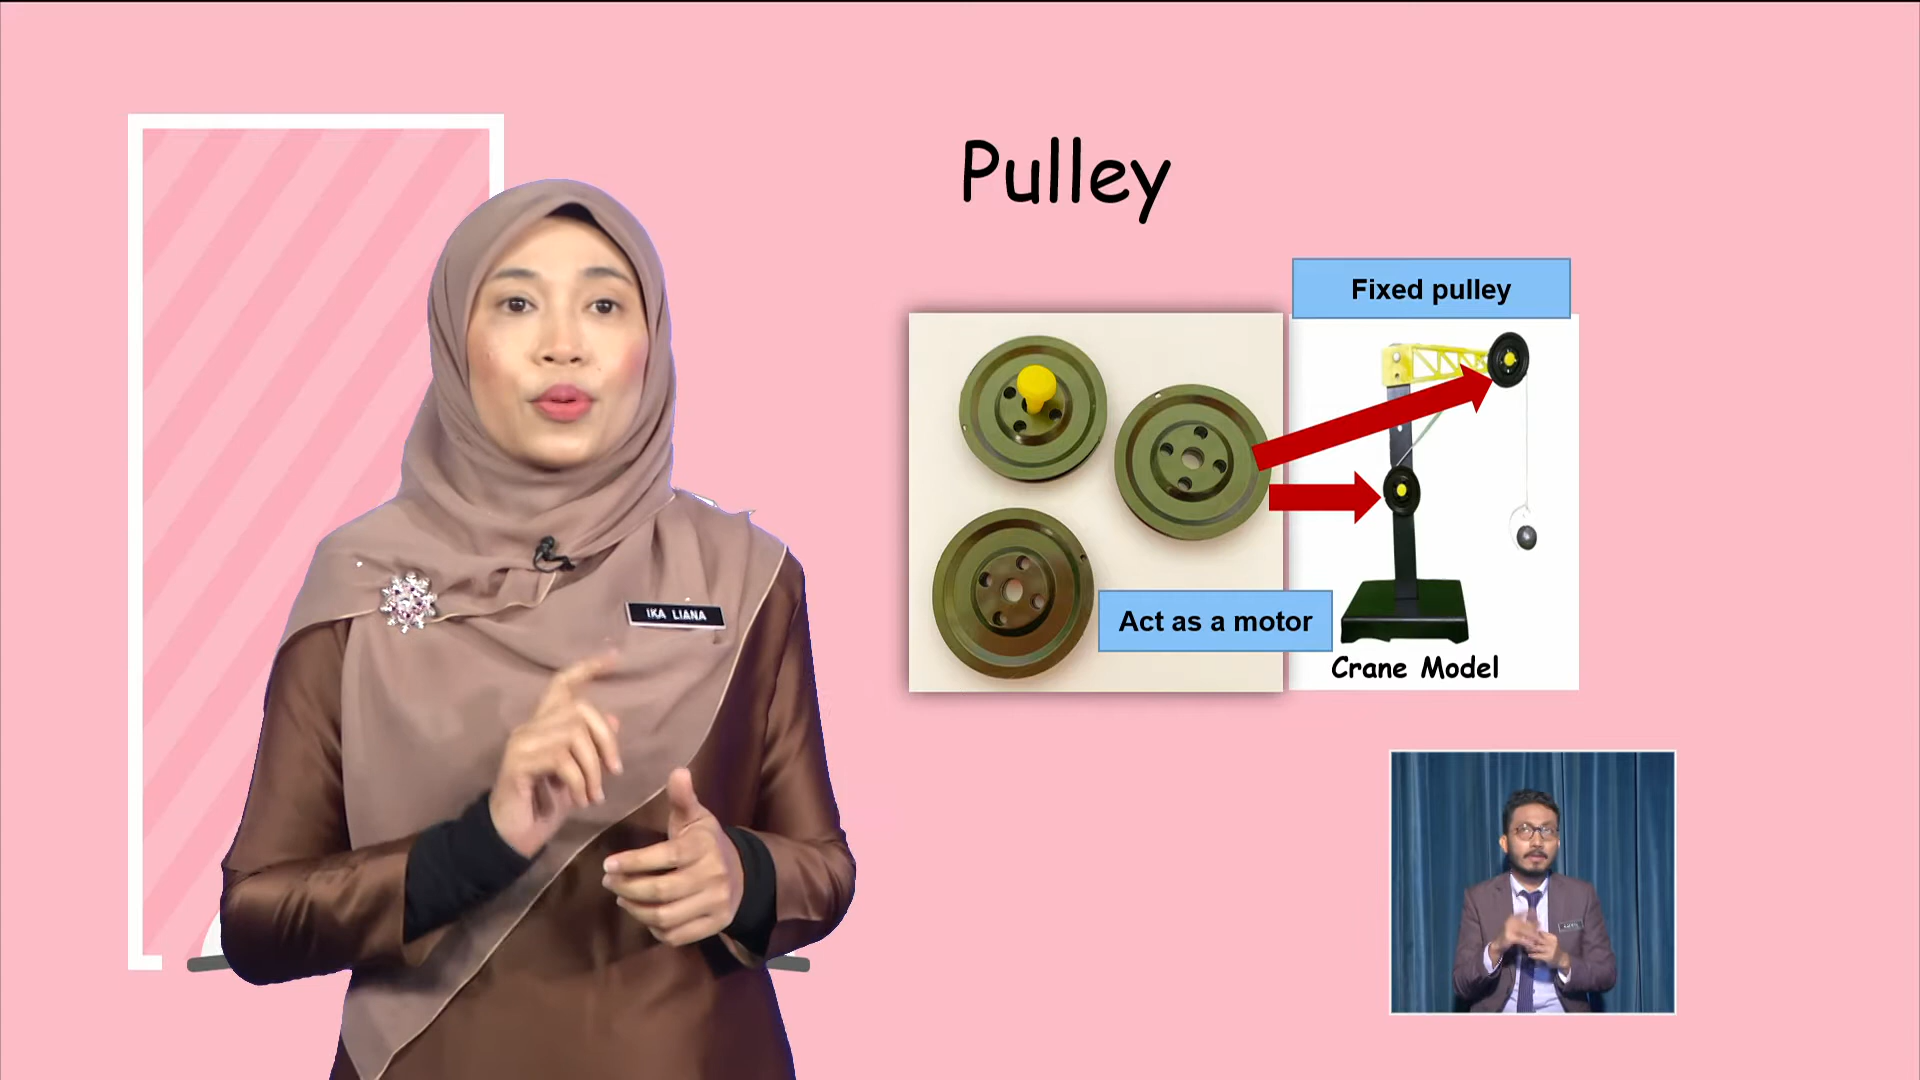 Pulley
Fixed pulley
Act as a motor
Crane Model
IKA LIANA